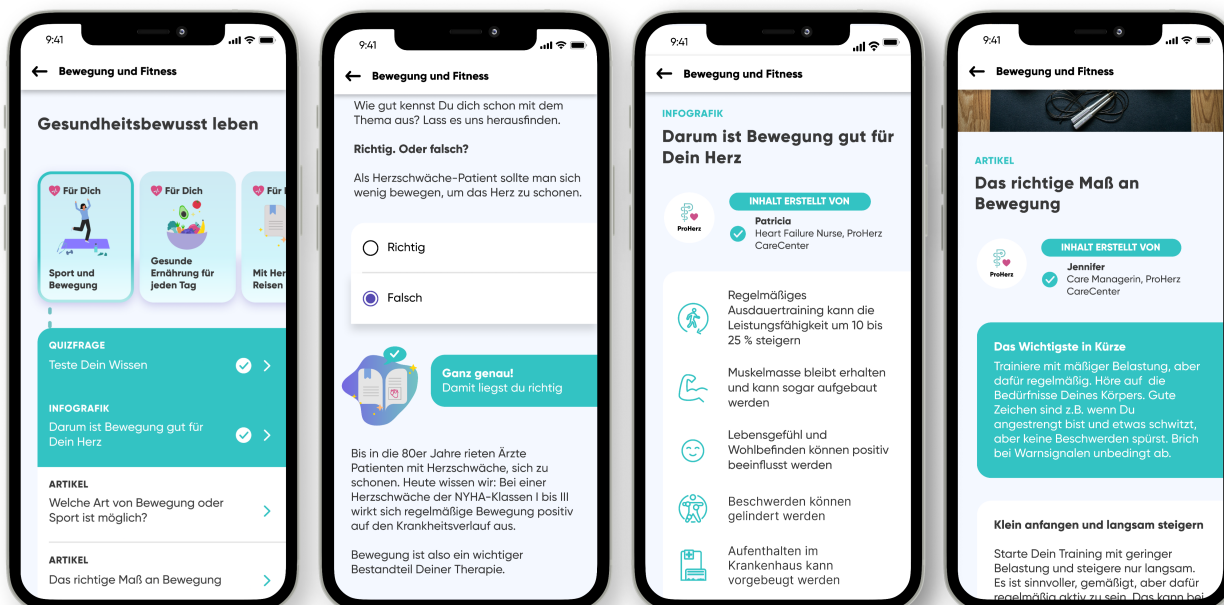 9:41
Bewegung und Fitness
Gesundheitsbewusst leben
Für Dich
Sport und
Bewegung
Für Dich
Gesunde
Ernährung für
jeden Tag
Für
Mit Her
Reisen
QUIZFRAGE
Teste Dein Wissen
INFOGRAFIK
Darum ist Bewegung gut für
Dein Herz
ARTIKEL
Welche Art von Bewegung oder
Sport ist möglich?
ARTIKEL
Das richtige Maß an Bewegung
9:41
Bewegung und Fitness
Wie gut kennst Du dich schon mit dem
Thema aus? Lass es uns herausfinden.
Richtig. Oder falsch?
Als Herzschwäche-Patient sollte man sich
wenig bewegen, um das Herz zu schonen.
Richtig
Falsch
Ganz genau!
Damit liegst du richtig
Bis in die 80er Jahre rieten Ärzte
Patienten mit Herzschwäche, sich zu
schonen. Heute wissen wir: Bei einer
Herzschwäche der NYHA-Klassen I bis III
wirkt sich regelmäßige Bewegung positiv
auf den Krankheitsverlauf aus.
Bewegung ist also ein wichtiger
Bestandteil Deiner Therapie.
9:41
Bewegung und Fitness
INFOGRAFIK
Darum ist Bewegung gut für
Dein Herz
ProHerz
INHALT ERSTELLT VON
Patricia
Heart Failure Nurse, ProHerz
CareCenter
Regelmäßiges
Ausdauertraining kann die
Leistungsfähigkeit um 10 bis
25 % steigern
Muskelmasse bleibt erhalten
und kann sogar aufgebaut
werden
Lebensgefühl und
Wohlbefinden können positiv
beeinflusst werden
Beschwerden können
gelindert werden
Aufenthalten im
Krankenhaus kann
vorgebeugt werden
9:41
Bewegung und Fitness
ARTIKEL
Das richtige Maß an
Bewegung
ProHerz
INHALT ERSTELLT VON
Jennifer
Care Managerin, ProHerz
CareCenter
Das Wichtigste in Kürze
Trainiere mit mäßiger Belastung, aber
dafür regelmäßig. Höre auf die
Bedürfnisse Deines Körpers. Gute
Zeichen sind z.B. wenn Du
angestrengt bist und etwas schwitzt,
aber keine Beschwerden spürst. Brich
bei Warnsignalen unbedingt ab.
Klein anfangen und langsam steigern
Starte Dein Training mit geringer
Belastung und steigere nur langsam.
Es ist sinnvoller, gemäßigt, aber dafür
regelmäßig aktiv zu sein. Das kann bei